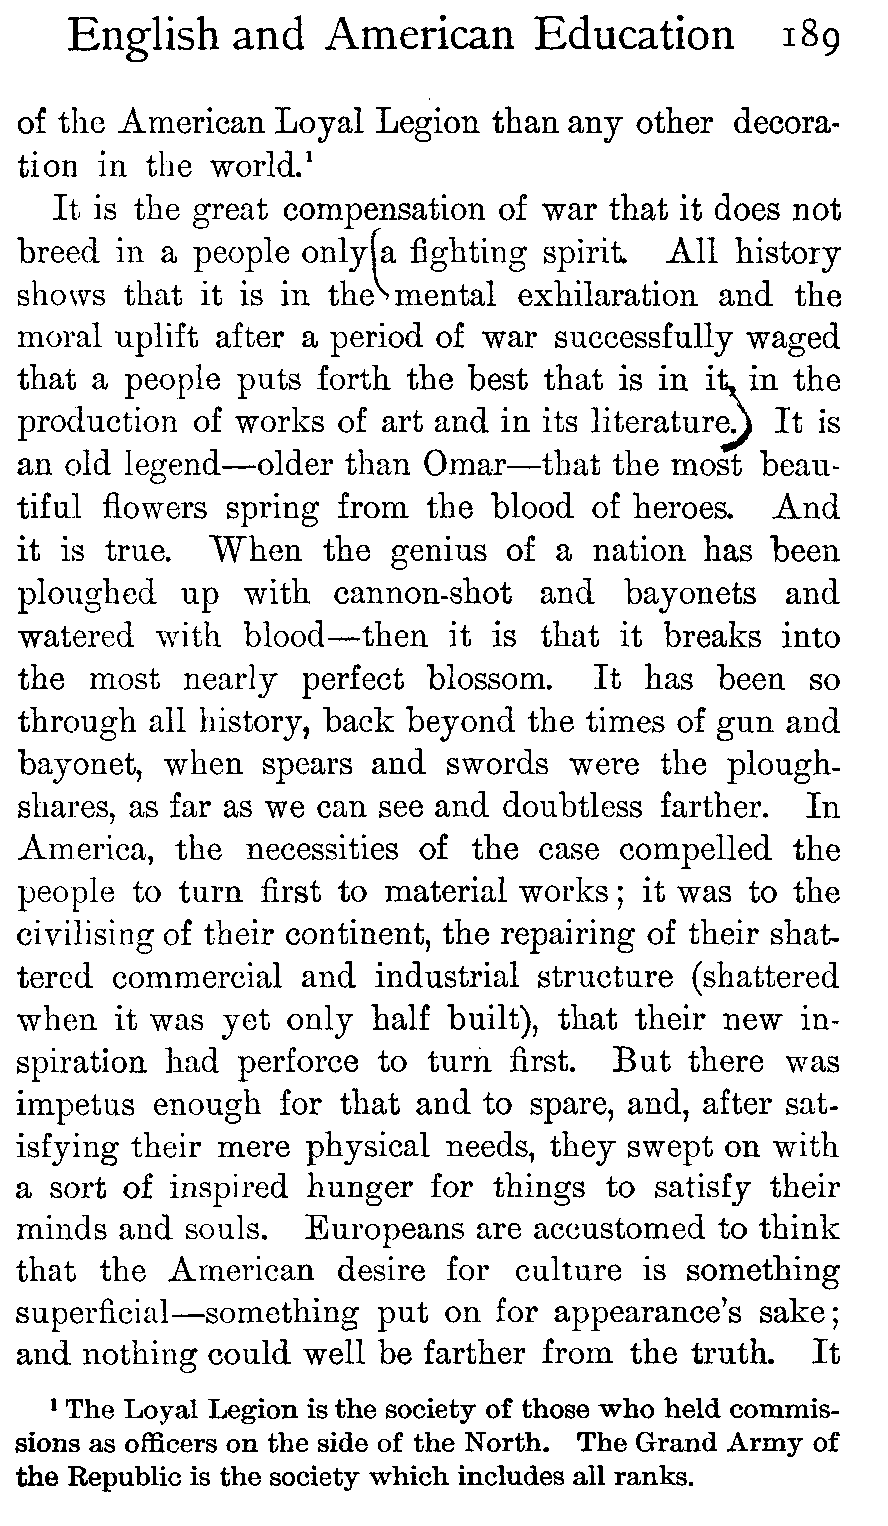 English and American Education 189
of the American Loyal Legion than any other decora-
tion in the world.¹
It is the great compensation of war that it does not
breed in a people only a fighting spirit. All history
shows that it is in the mental exhilaration and the
moral uplift after a period of war successfully waged
that a people puts forth the best that is in it, in the
production of works of art and in its literature. It is
an old legend—older than Omar—that the most beau-
tiful flowers spring from the blood of heroes. And
it is true. When the genius of a nation has been
ploughed up with cannon-shot and bayonets and
watered with blood—then it is that it breaks into
the most nearly perfect blossom. It has been so
through all history, back beyond the times of gun and
bayonet, when spears and swords were the plough-
shares, as far as we can see and doubtless farther. In
America, the necessities of the case compelled the
people to turn first to material works; it was to the
civilising of their continent, the repairing of their shat-
tered commercial and industrial structure (shattered
when it was yet only half built), that their new in-
spiration had perforce to turn first. But there was
impetus enough for that and to spare, and, after sat-
isfying their mere physical needs, they swept on with
a sort of inspired hunger for things to satisfy their
minds and souls. Europeans are accustomed to think
that the American desire for culture is something
superficial—something put on for appearance's sake;
and nothing could well be farther from the truth. It
¹ The Loyal Legion is the society of those who held commis-
sions as officers on the side of the North. The Grand Army of
the Republic is the society which includes all ranks.